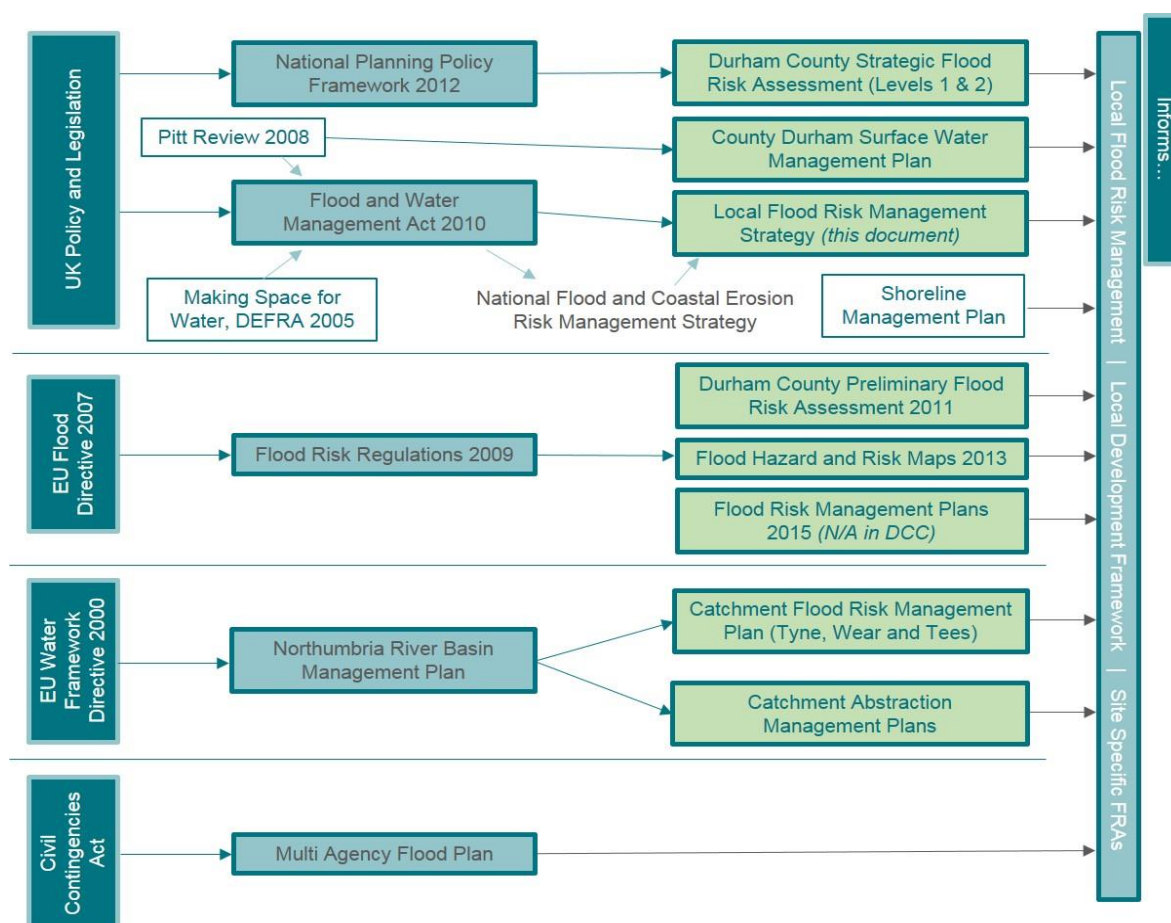 UK Policy and Legislation
National Planning Policy
Framework 2012
Durham County Strategic Flood
Risk Assessment (Levels 1 & 2)
Pitt Review 2008
County Durham Surface Water
Management Plan
Flood and Water
Management Act 2010
Local Flood Risk Management
Strategy (this document)
Making Space for
Water, DEFRA 2005
National Flood and Coastal Erosion
Risk Management Strategy
Shoreline
Management Plan
EU Flood
Directive 2007
Flood Risk Regulations 2009
Durham County Preliminary Flood
Risk Assessment 2011
Flood Hazard and Risk Maps 2013
Flood Risk Management Plans
2015 (N/A in DCC)
EU Water
Framework
Directive 2000
Northumbria River Basin
Management Plan
Catchment Flood Risk Management
Plan (Tyne, Wear and Tees)
Catchment Abstraction
Management Plans
Civil
Contingencies
Act
Multi Agency Flood Plan
Local Flood Risk Management | Local Development Framework | Site Specific FRAs
Informs...